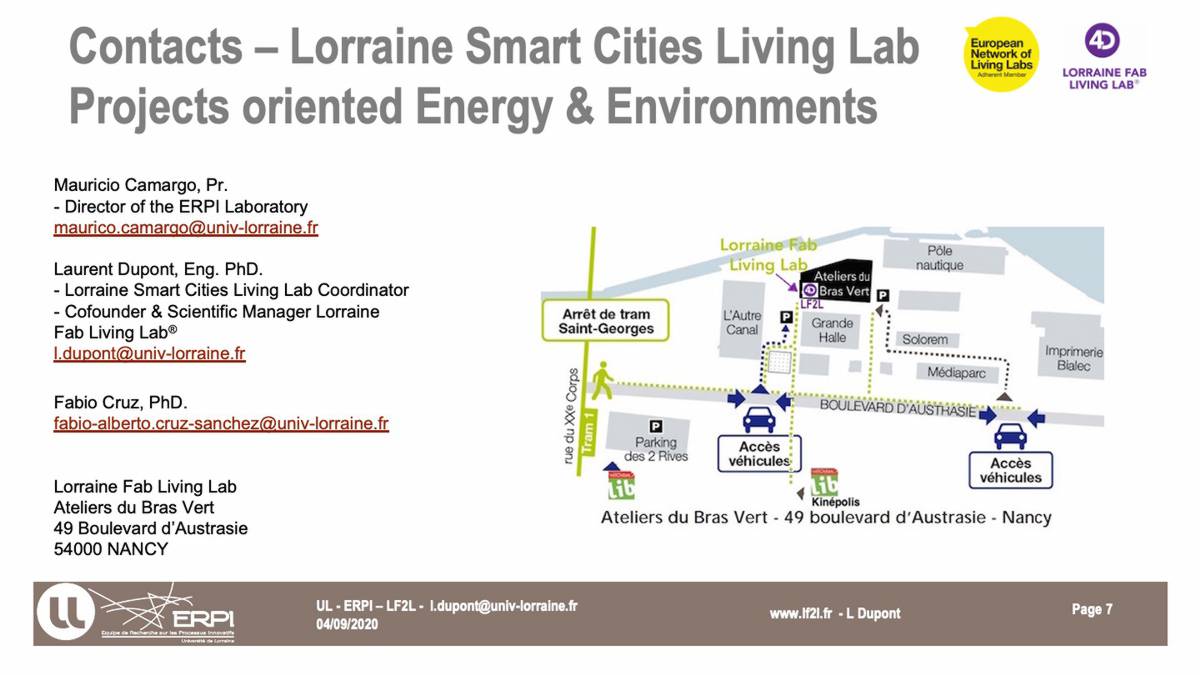 Contacts – Lorraine Smart Cities Living Lab
Projects oriented Energy & Environments
European
Network of
Living Labs
Adherent Member
4D
LORRAINE FAB
LIVING LAB®
Mauricio Camargo, Pr.
- Director of the ERPI Laboratory
maurico.camargo@univ-lorraine.fr
Laurent Dupont, Eng. PhD.
- Lorraine Smart Cities Living Lab Coordinator
- Cofounder & Scientific Manager Lorraine
Fab Living Lab®
l.dupont@univ-lorraine.fr
Fabio Cruz, PhD.
fabio-alberto.cruz-sanchez@univ-lorraine.fr
Lorraine Fab Living Lab
Ateliers du Bras Vert
49 Boulevard d'Austrasie
54000 NANCY
Lorraine Fab
Living Lab
Ateliers du
Bras Vert
4D
LF2L
Pôle
nautique
P
Arrêt de tram
Saint-Georges
L'Autre
Canal
P
Grande
Halle
Solorem
Imprimerie
Bialec
Médiaparc
rue du XXe Corps
Tram 1
BOULEVARD D'AUSTRASIE
P
Parking
des 2 Rives
Accès
véhicules
Accès
véhicules
lib
lib
Kinépolis
Ateliers du Bras Vert - 49 boulevard d'Austrasie - Nancy
UL
ERPI
Equipe de Recherche sur les Processus Innovatifs
Université de Lorraine
UL - ERPI – LF2L - l.dupont@univ-lorraine.fr
04/09/2020
www.lf2l.fr - L Dupont
Page 7